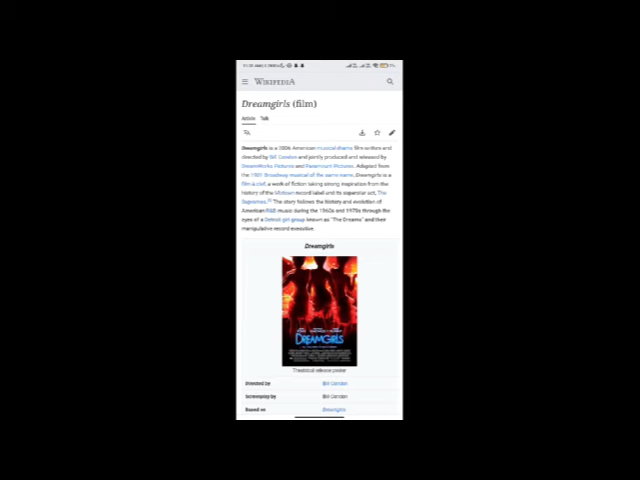 WIKIPEDIA
Dreamgirls (film)
Article Talk
Dreamgirls is a 2006 American musical drama film written and
directed by Bill Condon and jointly produced and released by
DreamWorks Pictures and Paramount Pictures. Adapted from
the 1981 Broadway musical of the same name, Dreamgirls is a
film à clef, a work of fiction taking strong inspiration from the
history of the Motown record label and its superstar act, The
Supremes. The story follows the history and evolution of
American R&B music during the 1960s and 1970s through the
eyes of a Detroit girl group known as "The Dreams" and their
manipulative record executive.
Dreamgirls
DREAMGIRLS
Theatrical release poster
Directed by Bill Condon
Screenplay by Bill Condon
Based on Dreamgirls